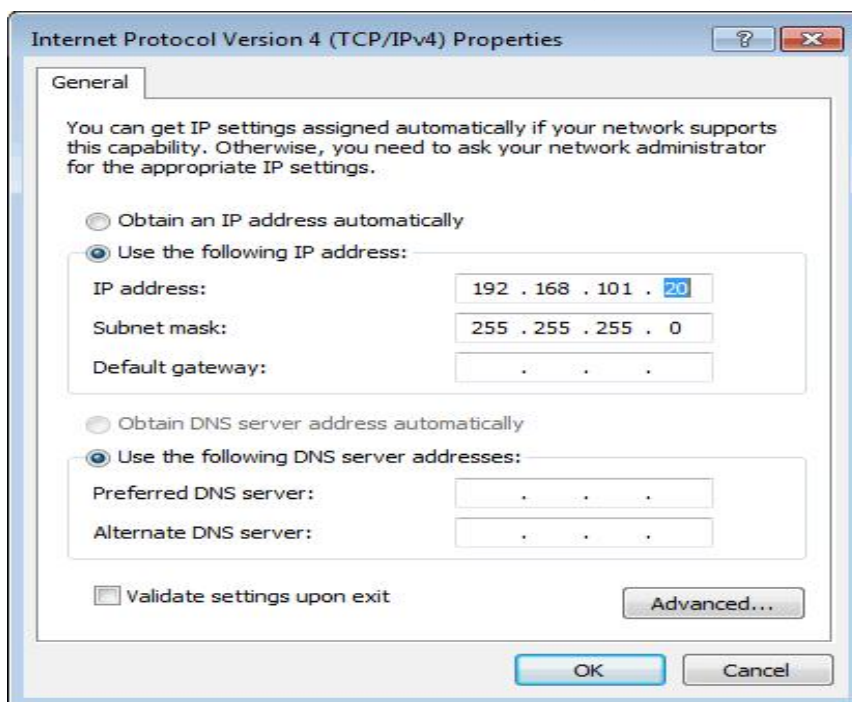 Internet Protocol Version 4 (TCP/IPv4) Properties
General
You can get IP settings assigned automatically if your network supports
this capability. Otherwise, you need to ask your network administrator
for the appropriate IP settings.
Obtain an IP address automatically
Use the following IP address:
IP address: 192 . 168 . 101 . 20
Subnet mask: 255 . 255 . 255 . 0
Default gateway: . . .
Obtain DNS server address automatically
Use the following DNS server addresses:
Preferred DNS server: . . .
Alternate DNS server: . . .
Validate settings upon exit
Advanced...
OK Cancel